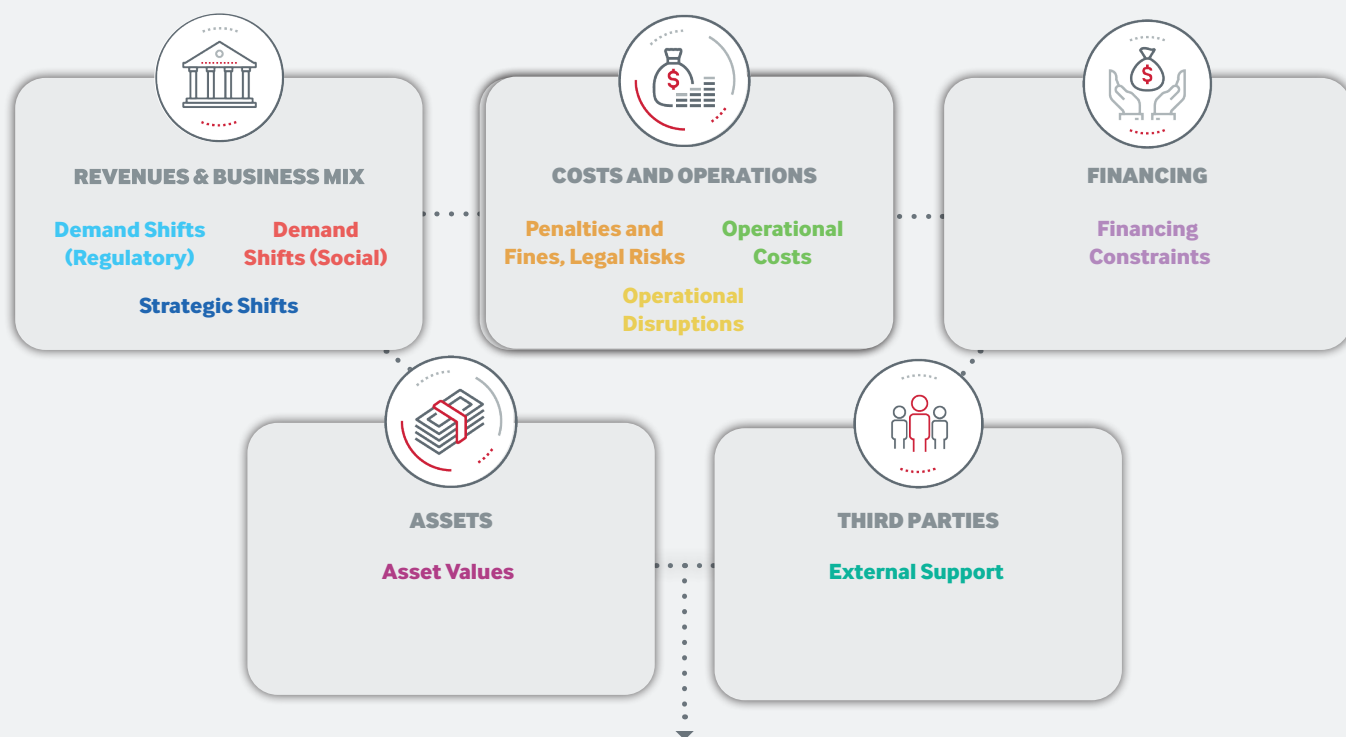 REVENUES & BUSINESS MIX
Demand Shifts
(Regulatory)
Demand
Shifts (Social)
Strategic Shifts
COSTS AND OPERATIONS
Penalties and
Fines, Legal Risks
Operational
Costs
Operational
Disruptions
FINANCING
Financing
Constraints
ASSETS
Asset Values
THIRD PARTIES
External Support